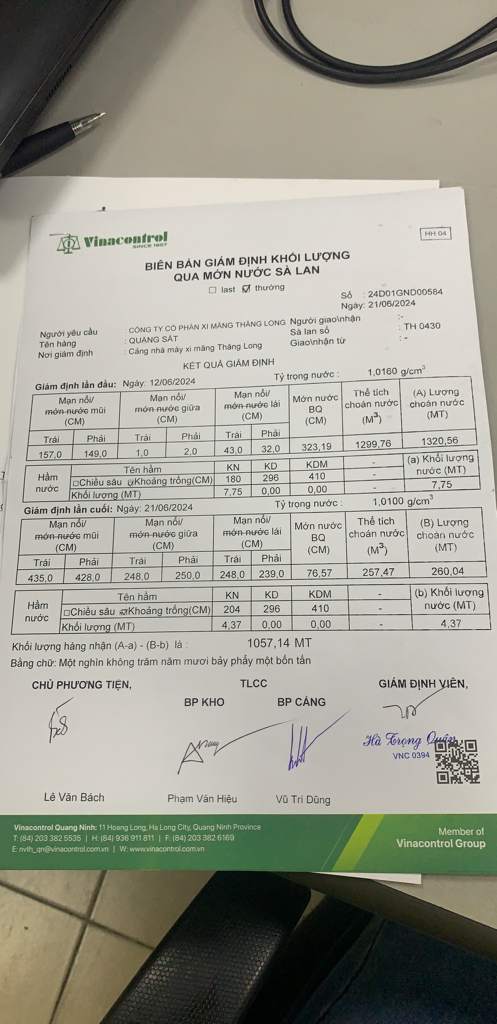 Vinacontrol
SINCE 1957
HH.04
BIÊN BẢN GIÁM ĐỊNH KHỐI LƯỢNG
QUA MỚN NƯỚC SÀ LAN
☐ last ☑ thường
Số : 24D01GND00584
Ngày: 21/06/2024
Người yêu cầu : CÔNG TY CỔ PHẦN XI MĂNG THĂNG LONG Người giao\nhận :-
Tên hàng : QUẶNG SẮT Sà lan số : TH 0430
Nơi giám định : Cảng nhà máy xi măng Thăng Long Giao\nhận từ :-
KẾT QUẢ GIÁM ĐỊNH
Giám định lần đầu: Ngày: 12/06/2024 Tỷ trọng nước : 1,0160 g/cm³
Mạn nổi/ món nước mũi (CM) Mạn nổi/ món nước giữa (CM) Mạn nổi/ món nước lái (CM) Món nước BQ (CM) Thể tích choán nước (M³) (A) Lượng choán nước (MT)
Trái Phải Trái Phải Trái Phải
157,0 149,0 1,0 2,0 43,0 32,0 323,19 1299,76 1320,56
Hầm nước Tên hầm KN KD KDM - (a) Khối lượng nước (MT)
☐Chiều sâu ☑Khoảng trống(CM) 180 296 410 -
Khối lượng (MT) 7,75 0,00 0,00 - 7,75
Giám định lần cuối: Ngày: 21/06/2024 Tỷ trọng nước : 1,0100 g/cm³
Mạn nổi/ món nước mũi (CM) Mạn nổi/ món nước giữa (CM) Mạn nổi/ món nước lái (CM) Món nước BQ (CM) Thể tích choán nước (M³) (B) Lượng choán nước (MT)
Trái Phải Trái Phải Trái Phải
435,0 428,0 248,0 250,0 248,0 239,0 76,57 257,47 260,04
Hầm nước Tên hầm KN KD KDM - (b) Khối lượng nước (MT)
☐Chiều sâu ☑Khoảng trống(CM) 204 296 410 -
Khối lượng (MT) 4,37 0,00 0,00 - 4,37
Khối lượng hàng nhận (A-a) - (B-b) là : 1057,14 MT
Bằng chữ: Một nghìn không trăm năm mươi bảy phẩy một bốn tấn
CHỦ PHƯƠNG TIỆN, TLCC GIÁM ĐỊNH VIÊN,
BP KHO BP CẢNG
Hà Trọng Quân
VNC 0394
Lê Văn Bách Phạm Văn Hiệu Vũ Trí Dũng
Vinacontrol Quang Ninh: 11 Hoang Long, Ha Long City, Quang Ninh Province
T: (84) 203 382 5535 | H: (84) 936 911 811 | F: (84) 203 382 6169
E: nvth_qn@vinacontrol.com.vn | W: www.vinacontrol.com.vn
Member of
Vinacontrol Group